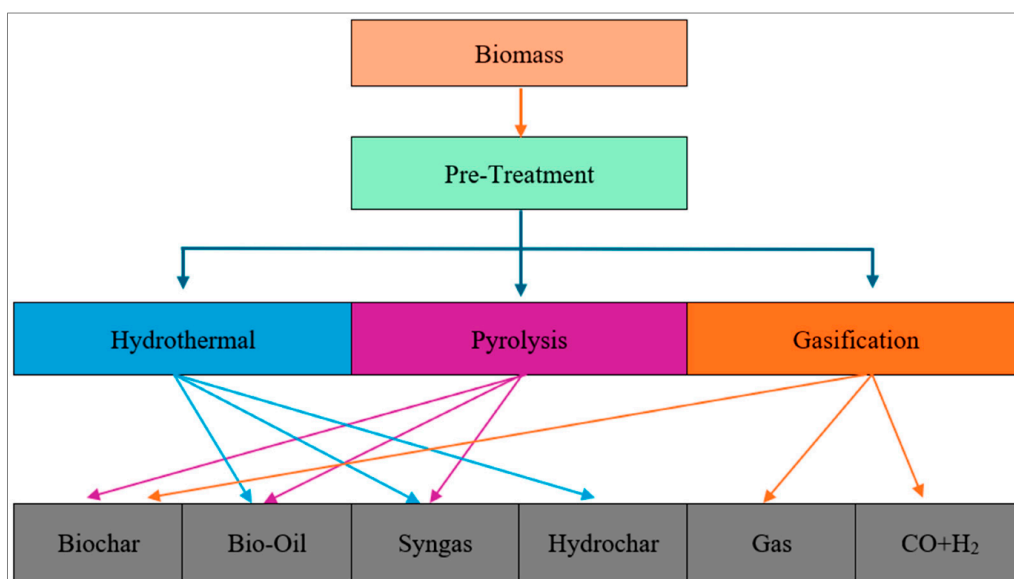 Biomass
Pre-Treatment
Hydrothermal
Pyrolysis
Gasification
Biochar
Bio-Oil
Syngas
Hydrochar
Gas
CO+H₂